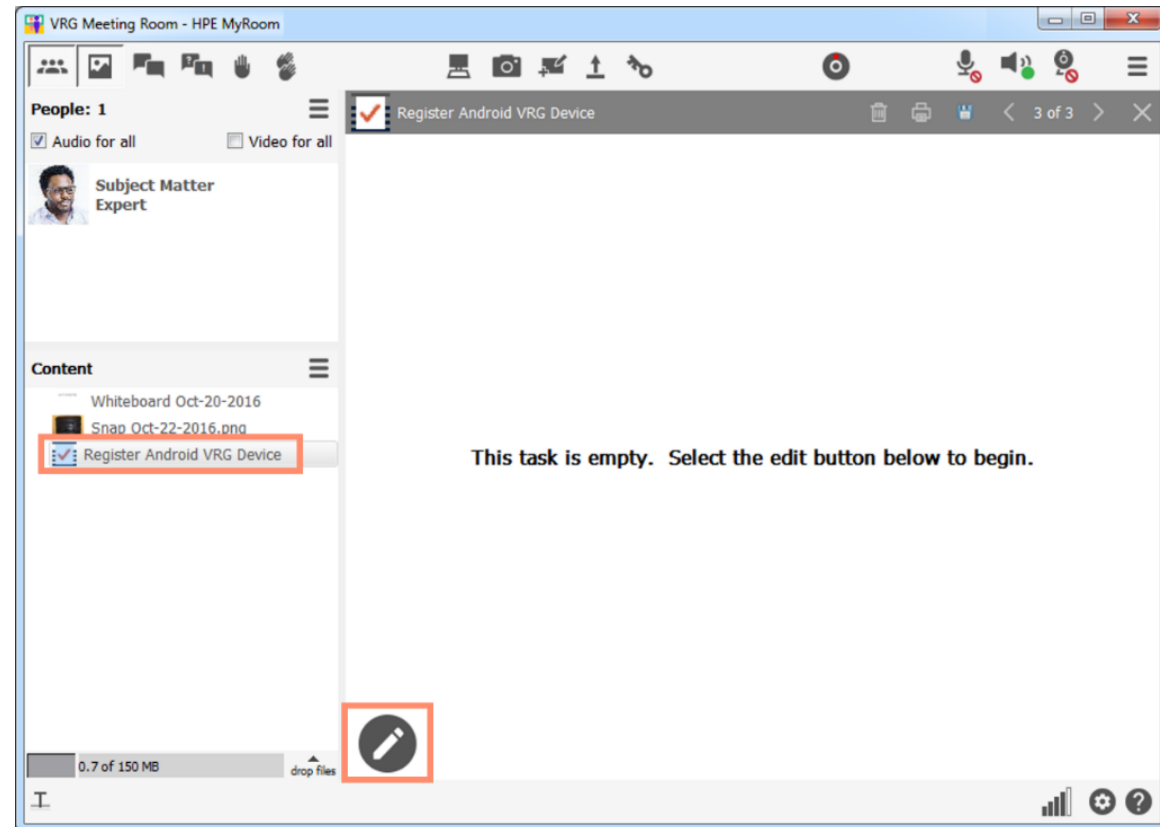 VRG Meeting Room - HPE MyRoom
People: 1
Audio for all
Video for all
Subject Matter
Expert
Content
Whiteboard Oct-20-2016
Snap Oct-22-2016.png
Register Android VRG Device
0.7 of 150 MB
drop files
Register Android VRG Device
3 of 3
This task is empty. Select the edit button below to begin.